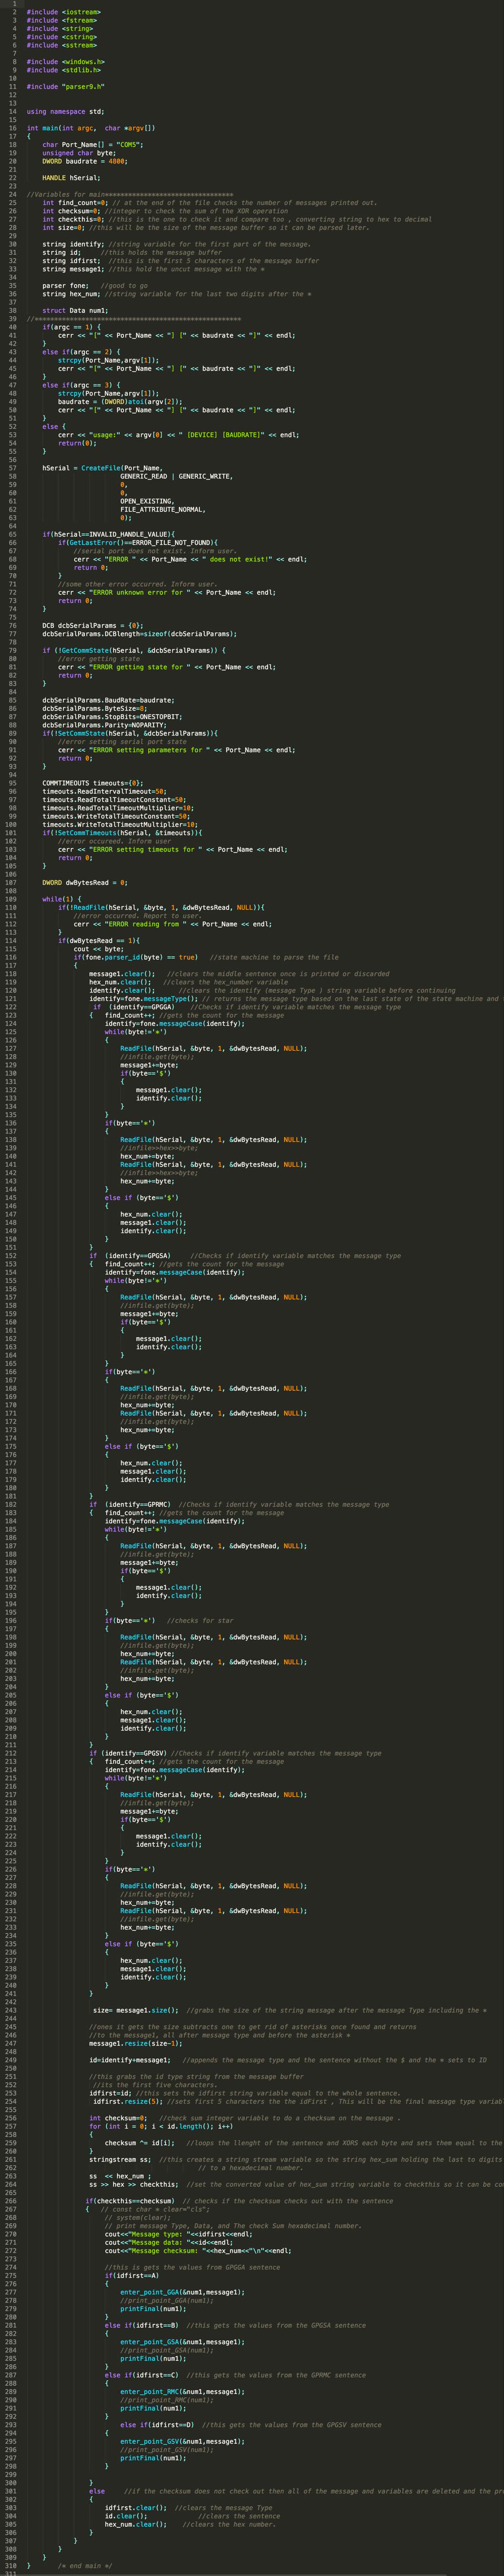 1
2 #include <iostream>
3 #include <fstream>
4 #include <string>
5 #include <cstring>
6 #include <sstream>
7
8 #include <windows.h>
9 #include <stdlib.h>
10
11 #include "parser9.h"
12
13
14 using namespace std;
15
16 int main(int argc,  char *argv[])
17 {
18     char Port_Name[] = "COM5";
19     unsigned char byte;
20     DWORD baudrate = 4800;
21
22     HANDLE hSerial;
23
24 //Variables for main*********************************
25     int find_count=0; // at the end of the file checks the number of messages printed out.
26     int checksum=0; //integer to check the sum of the XOR operation
27     int checkthis=0; //this is the one to check it and compare too , converting string to hex to decimal
28     int size=0; //this will be the size of the message buffer so it can be parsed later.
29
30     string identify; //string variable for the first part of the message.
31     string id;     //this holds the message buffer
32     string idfirst;  //this is the first 5 characters of the message buffer
33     string message1; //this hold the uncut message with the *
34
35     parser fone;   //good to go
36     string hex_num; //string variable for the last two digits after the *
37
38     struct Data num1;
39 //*****************************************************
40     if(argc == 1) {
41         cerr << "[" << Port_Name << "] [" << baudrate << "]" << endl;
42     }
43     else if(argc == 2) {
44         strcpy(Port_Name,argv[1]);
45         cerr << "[" << Port_Name << "] [" << baudrate << "]" << endl;
46     }
47     else if(argc == 3) {
48         strcpy(Port_Name,argv[1]);
49         baudrate = (DWORD)atoi(argv[2]);
50         cerr << "[" << Port_Name << "] [" << baudrate << "]" << endl;
51     }
52     else {
53         cerr << "usage:" << argv[0] << " [DEVICE] [BAUDRATE]" << endl;
54         return(0);
55     }
56
57     hSerial = CreateFile(Port_Name,
58                         GENERIC_READ | GENERIC_WRITE,
59                         0,
60                         0,
61                         OPEN_EXISTING,
62                         FILE_ATTRIBUTE_NORMAL,
63                         0);
64
65     if(hSerial==INVALID_HANDLE_VALUE){
66         if(GetLastError()==ERROR_FILE_NOT_FOUND){
67             //serial port does not exist. Inform user.
68             cerr << "ERROR " << Port_Name << " does not exist!" << endl;
69             return 0;
70         }
71         //some other error occurred. Inform user.
72         cerr << "ERROR unknown error for " << Port_Name << endl;
73         return 0;
74     }
75
76     DCB dcbSerialParams = {0};
77     dcbSerialParams.DCBlength=sizeof(dcbSerialParams);
78
79     if (!GetCommState(hSerial, &dcbSerialParams)) {
80         //error getting state
81         cerr << "ERROR getting state for " << Port_Name << endl;
82         return 0;
83     }
84
85     dcbSerialParams.BaudRate=baudrate;
86     dcbSerialParams.ByteSize=8;
87     dcbSerialParams.StopBits=ONESTOPBIT;
88     dcbSerialParams.Parity=NOPARITY;
89     if(!SetCommState(hSerial, &dcbSerialParams)){
90         //error setting serial port state
91         cerr << "ERROR setting parameters for " << Port_Name << endl;
92         return 0;
93     }
94
95     COMMTIMEOUTS timeouts={0};
96     timeouts.ReadIntervalTimeout=50;
97     timeouts.ReadTotalTimeoutConstant=50;
98     timeouts.ReadTotalTimeoutMultiplier=10;
99     timeouts.WriteTotalTimeoutConstant=50;
100     timeouts.WriteTotalTimeoutMultiplier=10;
101     if(!SetCommTimeouts(hSerial, &timeouts)){
102         //error occureed. Inform user
103         cerr << "ERROR setting timeouts for " << Port_Name << endl;
104         return 0;
105     }
106
107     DWORD dwBytesRead = 0;
108
109     while(1) {
110         if(!ReadFile(hSerial, &byte, 1, &dwBytesRead, NULL)){
111             //error occurred. Report to user.
112             cerr << "ERROR reading from " << Port_Name << endl;
113         }
114         if(dwBytesRead == 1){
115             cout << byte;
116             if(fone.parser_id(byte) == true)   //state machine to parse the file
117             {
118                 message1.clear();   //clears the middle sentence once is printed or discarded
119                 hex_num.clear();   //clears the hex_number variable
120                 identify.clear();      //clears the identify (message Type ) string variable before continuing
121                 identify=fone.messageType(); // returns the message type based on the last state of the state machine and
122                  if  (identify==GPGGA)    //Checks if identify variable matches the message type
123                 {   find_count++; //gets the count for the message
124                     identify=fone.messageCase(identify);
125                     while(byte!='*')
126                     {
127                         ReadFile(hSerial, &byte, 1, &dwBytesRead, NULL);
128                         //infile.get(byte);
129                         message1+=byte;
130                         if(byte=='$')
131                         {
132                             message1.clear();
133                             identify.clear();
134                         }
135                     }
136                     if(byte=='*')
137                     {
138                         ReadFile(hSerial, &byte, 1, &dwBytesRead, NULL);
139                         //infile>>hex>>byte;
140                         hex_num+=byte;
141                         ReadFile(hSerial, &byte, 1, &dwBytesRead, NULL);
142                         //infile>>hex>>byte;
143                         hex_num+=byte;
144                     }
145                     else if (byte=='$')
146                     {
147                         hex_num.clear();
148                         message1.clear();
149                         identify.clear();
150                     }
151                 }
152                 if  (identify==GPGSA)     //Checks if identify variable matches the message type
153                 {   find_count++; //gets the count for the message
154                     identify=fone.messageCase(identify);
155                     while(byte!='*')
156                     {
157                         ReadFile(hSerial, &byte, 1, &dwBytesRead, NULL);
158                         //infile.get(byte);
159                         message1+=byte;
160                         if(byte=='$')
161                         {
162                             message1.clear();
163                             identify.clear();
164                         }
165                     }
166                     if(byte=='*')
167                     {
168                         ReadFile(hSerial, &byte, 1, &dwBytesRead, NULL);
169                         //infile.get(byte);
170                         hex_num+=byte;
171                         ReadFile(hSerial, &byte, 1, &dwBytesRead, NULL);
172                         //infile.get(byte);
173                         hex_num+=byte;
174                     }
175                     else if (byte=='$')
176                     {
177                         hex_num.clear();
178                         message1.clear();
179                         identify.clear();
180                     }
181                 }
182                 if  (identify==GPRMC)  //Checks if identify variable matches the message type
183                 {   find_count++; //gets the count for the message
184                     identify=fone.messageCase(identify);
185                     while(byte!='*')
186                     {
187                         ReadFile(hSerial, &byte, 1, &dwBytesRead, NULL);
188                         //infile.get(byte);
189                         message1+=byte;
190                         if(byte=='$')
191                         {
192                             message1.clear();
193                             identify.clear();
194                         }
195                     }
196                     if(byte=='*')   //checks for star
197                     {
198                         ReadFile(hSerial, &byte, 1, &dwBytesRead, NULL);
199                         //infile.get(byte);
200                         hex_num+=byte;
201                         ReadFile(hSerial, &byte, 1, &dwBytesRead, NULL);
202                         //infile.get(byte);
203                         hex_num+=byte;
204                     }
205                     else if (byte=='$')
206                     {
207                         hex_num.clear();
208                         message1.clear();
209                         identify.clear();
210                     }
211                 }
212                 if (identify==GPGSV) //Checks if identify variable matches the message type
213                 {   find_count++; //gets the count for the message
214                     identify=fone.messageCase(identify);
215                     while(byte!='*')
216                     {
217                         ReadFile(hSerial, &byte, 1, &dwBytesRead, NULL);
218                         //infile.get(byte);
219                         message1+=byte;
220                         if(byte=='$')
221                         {
222                             message1.clear();
223                             identify.clear();
224                         }
225                     }
226                     if(byte=='*')
227                     {
228                         ReadFile(hSerial, &byte, 1, &dwBytesRead, NULL);
229                         //infile.get(byte);
230                         hex_num+=byte;
231                         ReadFile(hSerial, &byte, 1, &dwBytesRead, NULL);
232                         //infile.get(byte);
233                         hex_num+=byte;
234                     }
235                     else if (byte=='$')
236                     {
237                         hex_num.clear();
238                         message1.clear();
239                         identify.clear();
240                     }
241                 }
242
243                  size= message1.size();  //grabs the size of the string message after the message Type including the *
244
245                 //ones it gets the size subtracts one to get rid of asterisks once found and returns
246                 //to the message1, all after message type and before the asterisk *
247                 message1.resize(size-1);
248
249                 id=identify+message1;   //appends the message type and the sentence without the $ and the * sets to ID
250
251                 //this grabs the id type string from the message buffer
252                  //its the first five characters.
253                 idfirst=id; //this sets the idfirst string variable equal to the whole sentence.
254                  idfirst.resize(5); //sets first 5 characters the the idFirst , This will be the final message type variabl
255
256                 int checksum=0;   //check sum integer variable to do a checksum on the message .
257                 for (int i = 0; i < id.length(); i++)
258                 {
259                     checksum ^= id[i];   //loops the llenght of the sentence and XORS each byte and sets them equal to the
260                 }
261                 stringstream ss;  //this creates a string stream variable so the string hex_sum holding the last to digits
262                                             // to a hexadecimal number.
263                 ss  << hex_num ;
264                 ss >> hex >> checkthis;  //set the converted value of hex_sum string variable to checkthis so it can be co
265
266                if(checkthis==checksum)  // checks if the checksum checks out with the sentence
267                {   // const char * clear="cls";
268                     // system(clear);
269                     // print message Type, Data, and The check Sum hexadecimal number.
270                     cout<<"Message type: "<<idfirst<<endl;
271                     cout<<"Message data: "<<id<<endl;
272                     cout<<"Message checksum: "<<hex_num<<"\n"<<endl;
273
274                     //this is gets the values from GPGGA sentence
275                     if(idfirst==A)
276                     {
277                         enter_point_GGA(&num1,message1);
278                         //print_point_GGA(num1);
279                         printFinal(num1);
280                     }
281                     else if(idfirst==B)  //this gets the values from the GPGSA sentence
282                     {
283                         enter_point_GSA(&num1,message1);
284                         //print_point_GSA(num1);
285                         printFinal(num1);
286                     }
287                     else if(idfirst==C)  //this gets the values from the GPRMC sentence
288                     {
289                         enter_point_RMC(&num1,message1);
290                         //print_point_RMC(num1);
291                         printFinal(num1);
292                     }
293                         else if(idfirst==D)  //this gets the values from the GPGSV sentence
294                     {
295                         enter_point_GSV(&num1,message1);
296                         //print_point_GSV(num1);
297                         printFinal(num1);
298                     }
299
300                 }
301                 else     //if the checksum does not check out then all of the message and variables are deleted and the pr
302                 {
303                     idfirst.clear();  //clears the message Type
304                     id.clear();             //clears the sentence
305                     hex_num.clear();    //clears the hex number.
306                 }
307             }
308         }
309     }
310 }       /* end main */
311